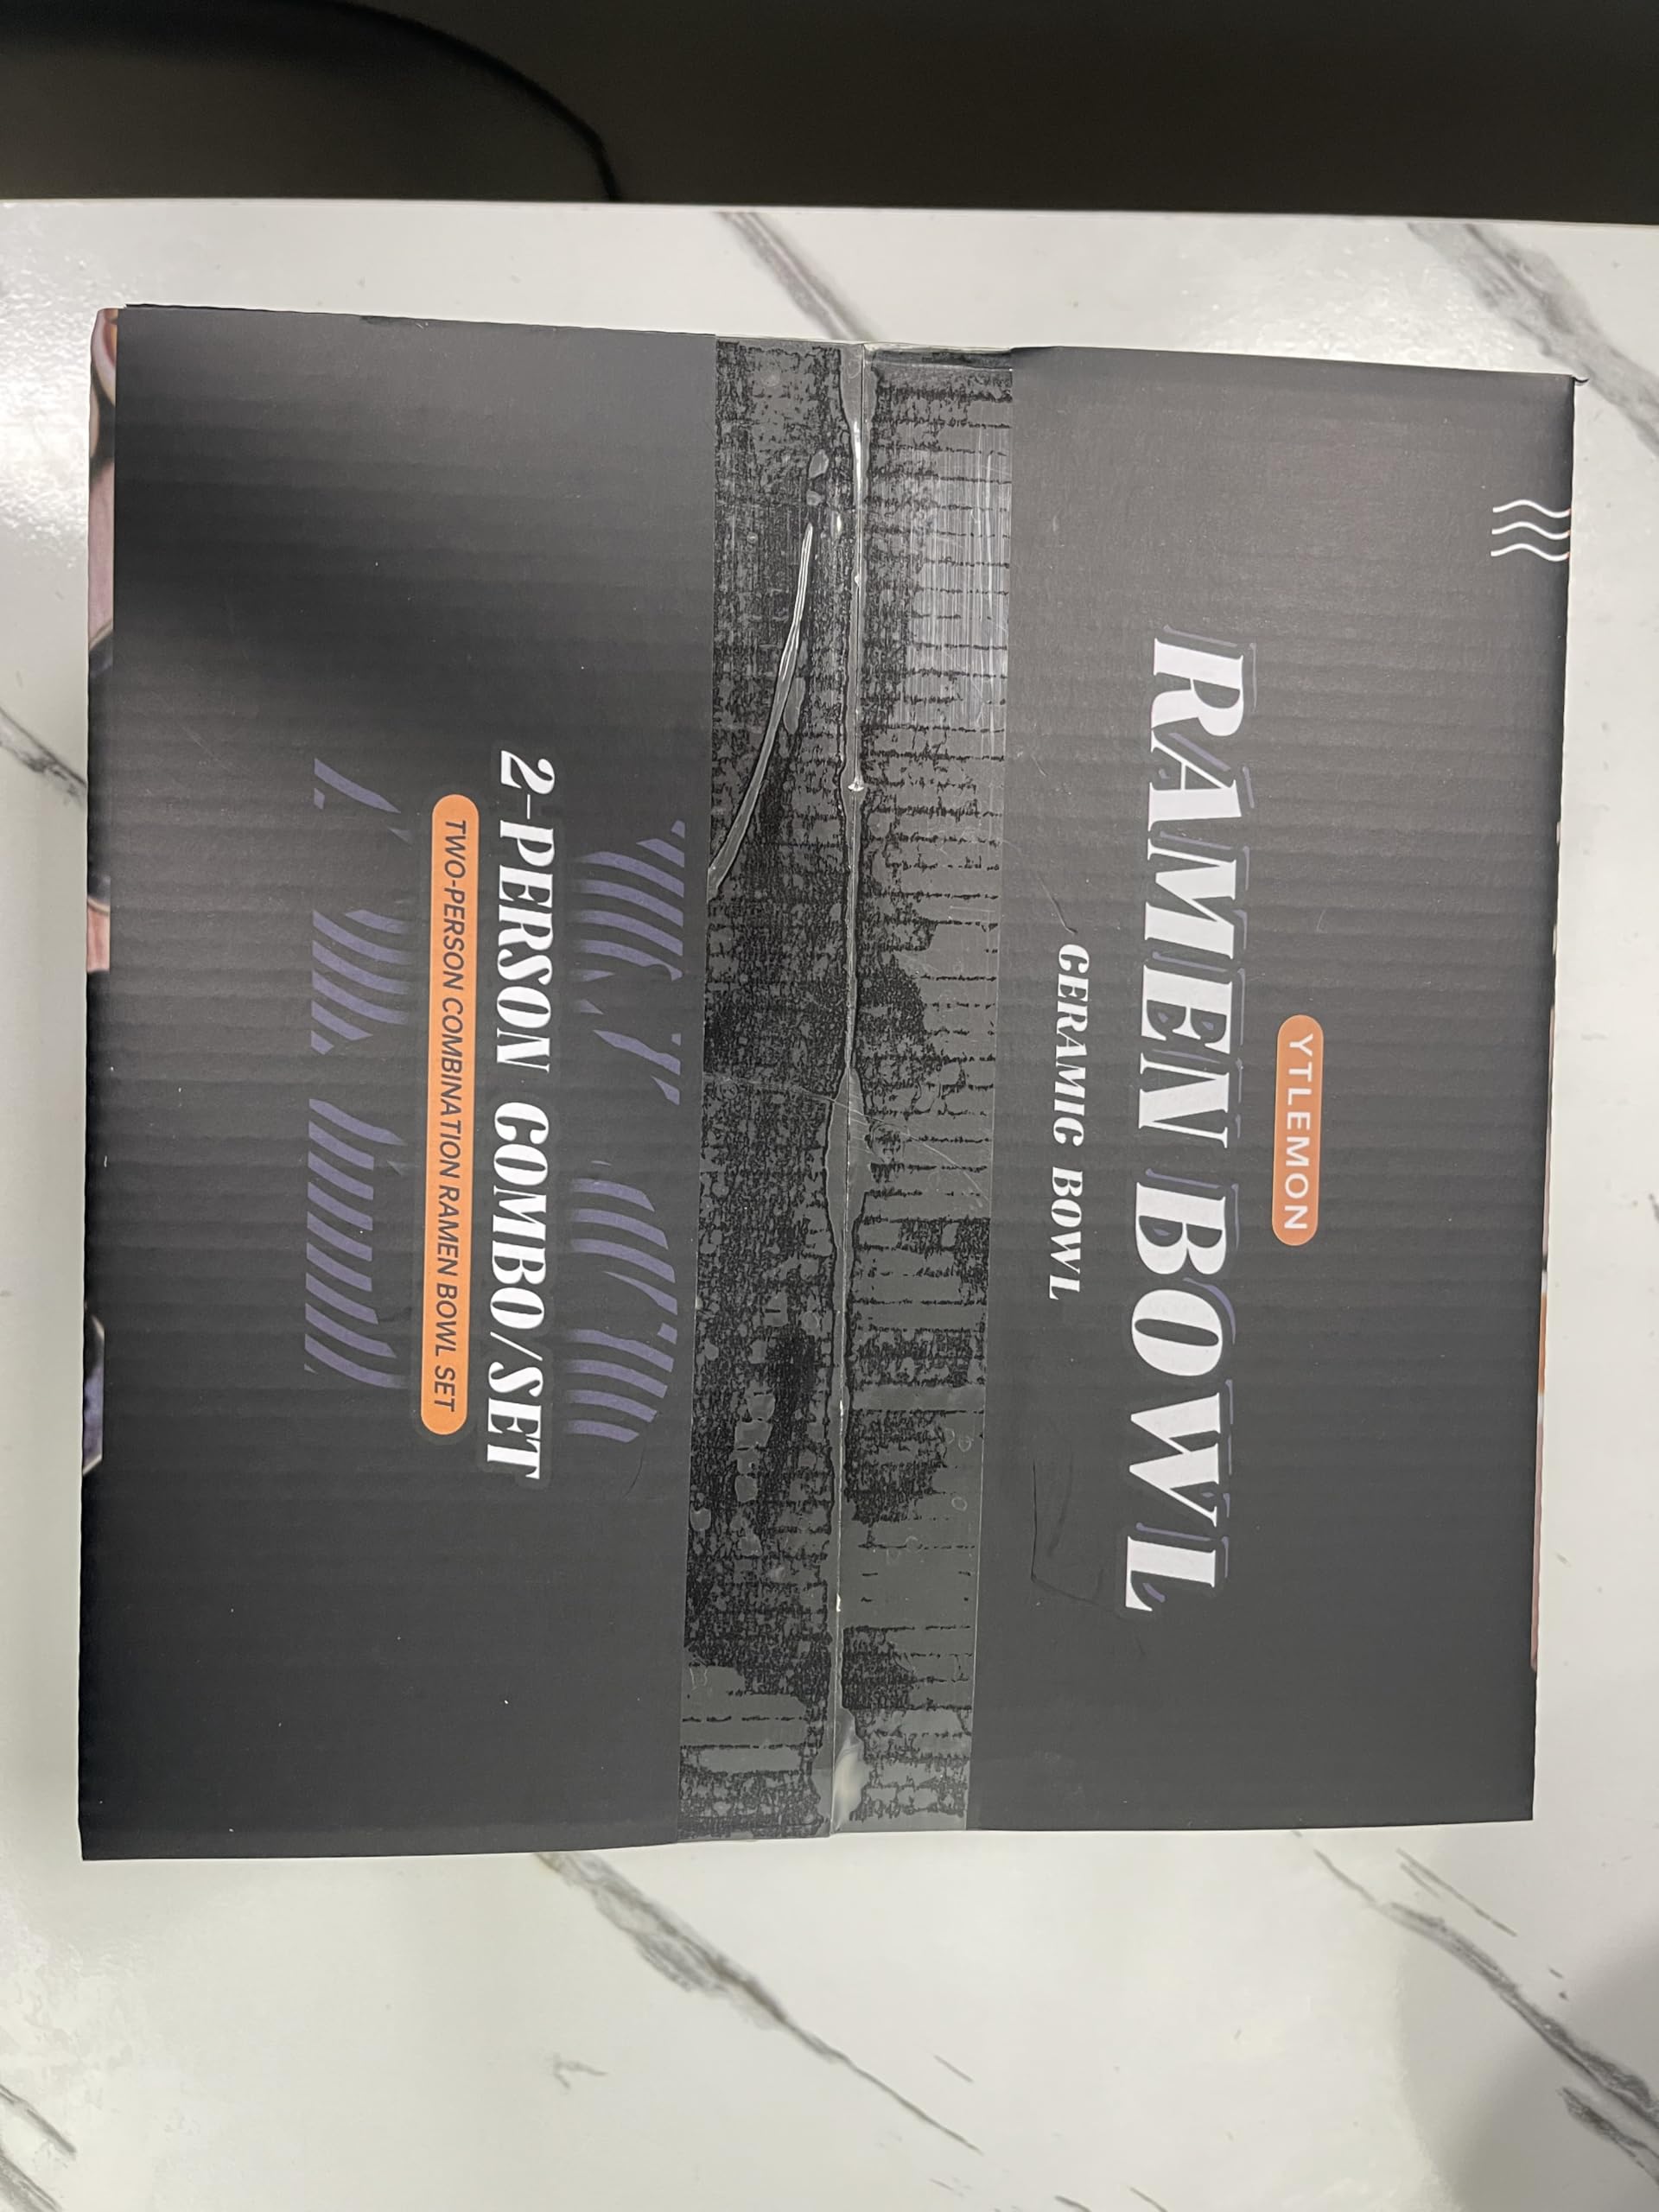 YTLEMON
RAMEN BOWL
CERAMIC BOWL
2-PERSON COMBO/SET
TWO-PERSON COMBINATION RAMEN BOWL SET